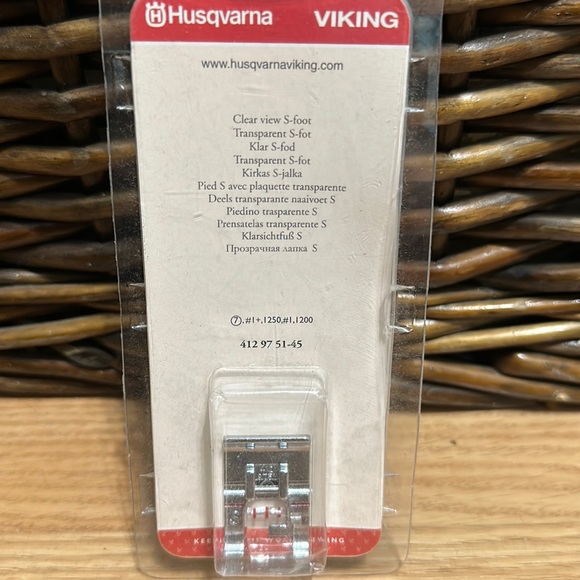 Husqvarna VIKING
www.husqvarnaviking.com
Clear view S-foot
Transparent S-fot
Klar S-fod
Transparent S-fot
Kirkas S-jalka
Pied S avec plaquette transparente
Deels transparante naaivoet S
Piedino trasparente S
Prensatelas transparente S
Klarsichtfuß S
Прозрачная лапка S
⑦,#1+,1250,#1,1200
412 97 51-45
KEEP